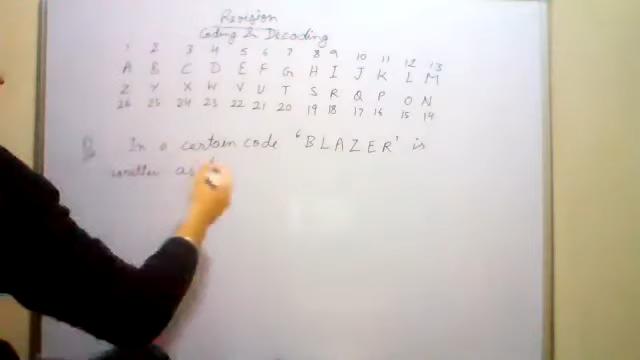 Revision
Coding & Decoding
1 2 3 4 5 6 7 8 9 10 11 12 13
A B C D E F G H I J K L M
Z Y X W V U T S R Q P O N
26 25 24 23 22 21 20 19 18 17 16 15 14
Q In a certain code 'BLAZER' is
written as '